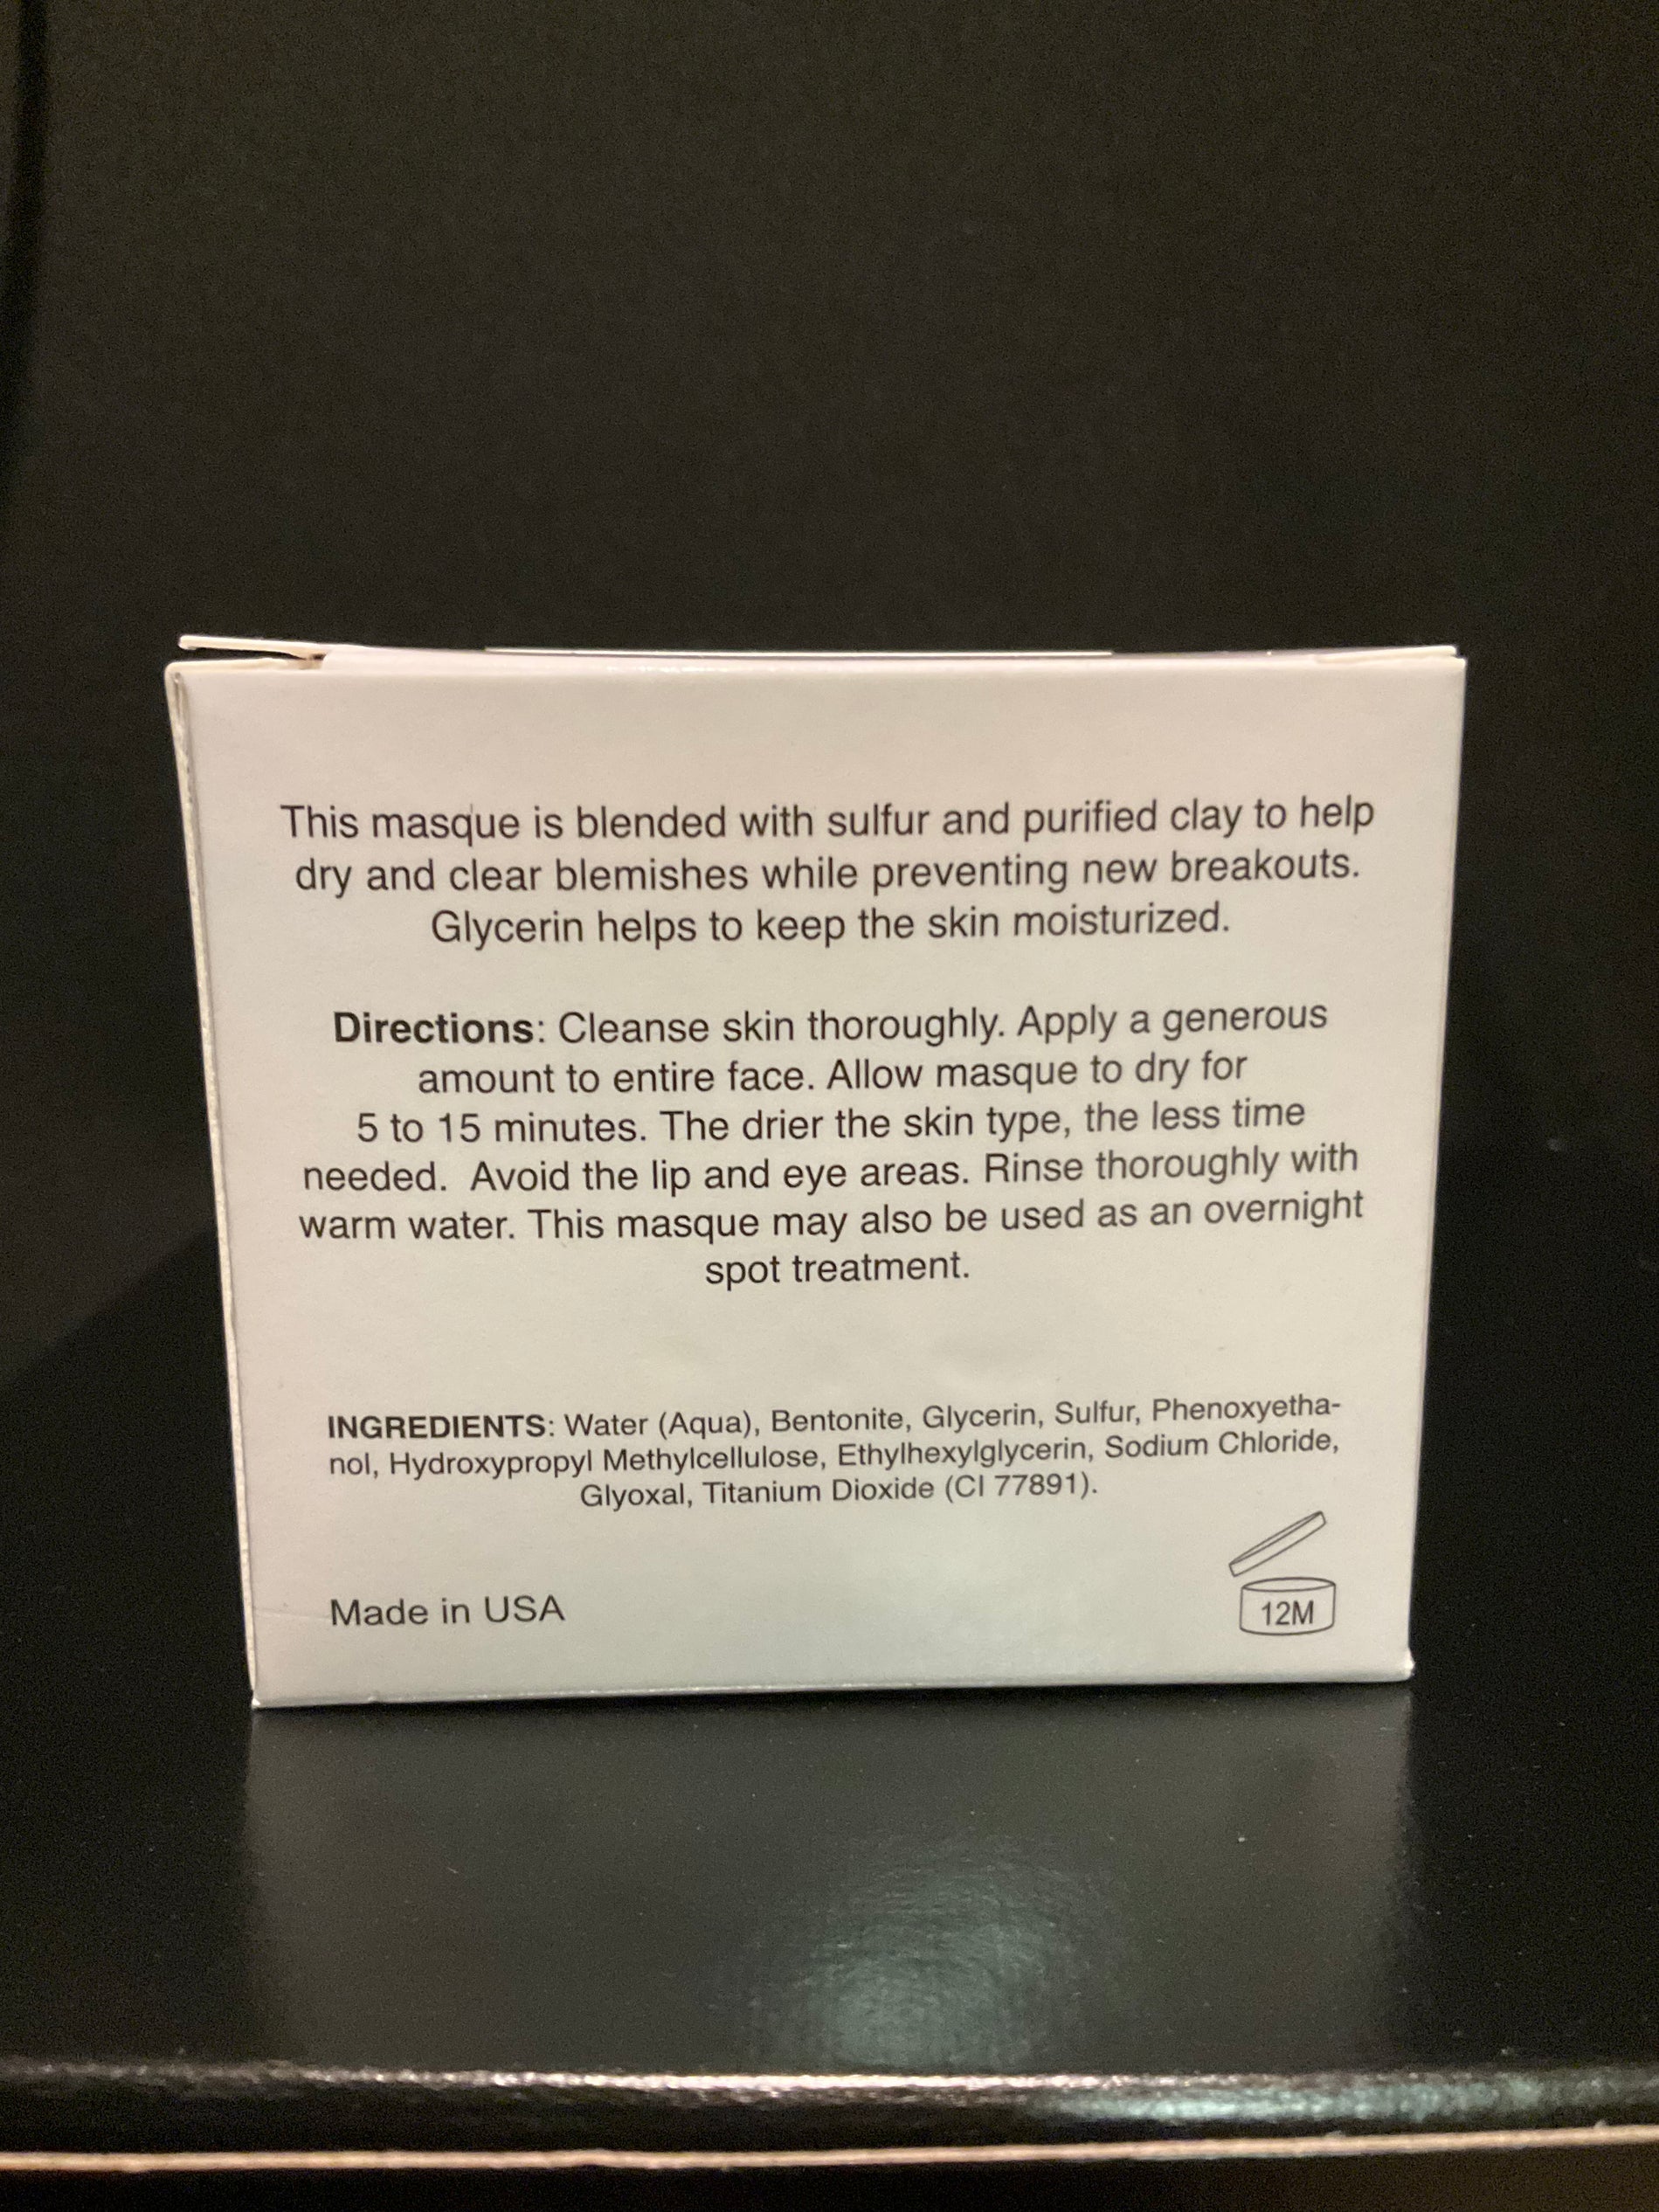 This masque is blended with sulfur and purified clay to help
dry and clear blemishes while preventing new breakouts.
Glycerin helps to keep the skin moisturized.
Directions: Cleanse skin thoroughly. Apply a generous
amount to entire face. Allow masque to dry for
5 to 15 minutes. The drier the skin type, the less time
needed.  Avoid the lip and eye areas. Rinse thoroughly with
warm water. This masque may also be used as an overnight
spot treatment.
INGREDIENTS: Water (Aqua), Bentonite, Glycerin, Sulfur, Phenoxyetha-
nol, Hydroxypropyl Methylcellulose, Ethylhexylglycerin, Sodium Chloride,
Glyoxal, Titanium Dioxide (CI 77891).
Made in USA
12M